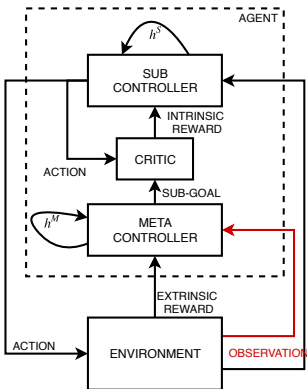 AGENT
h^S
SUB
CONTROLLER
INTRINSIC
REWARD
CRITIC
ACTION
SUB-GOAL
h^M
META
CONTROLLER
EXTRINSIC
REWARD
ACTION
ENVIRONMENT
OBSERVATION